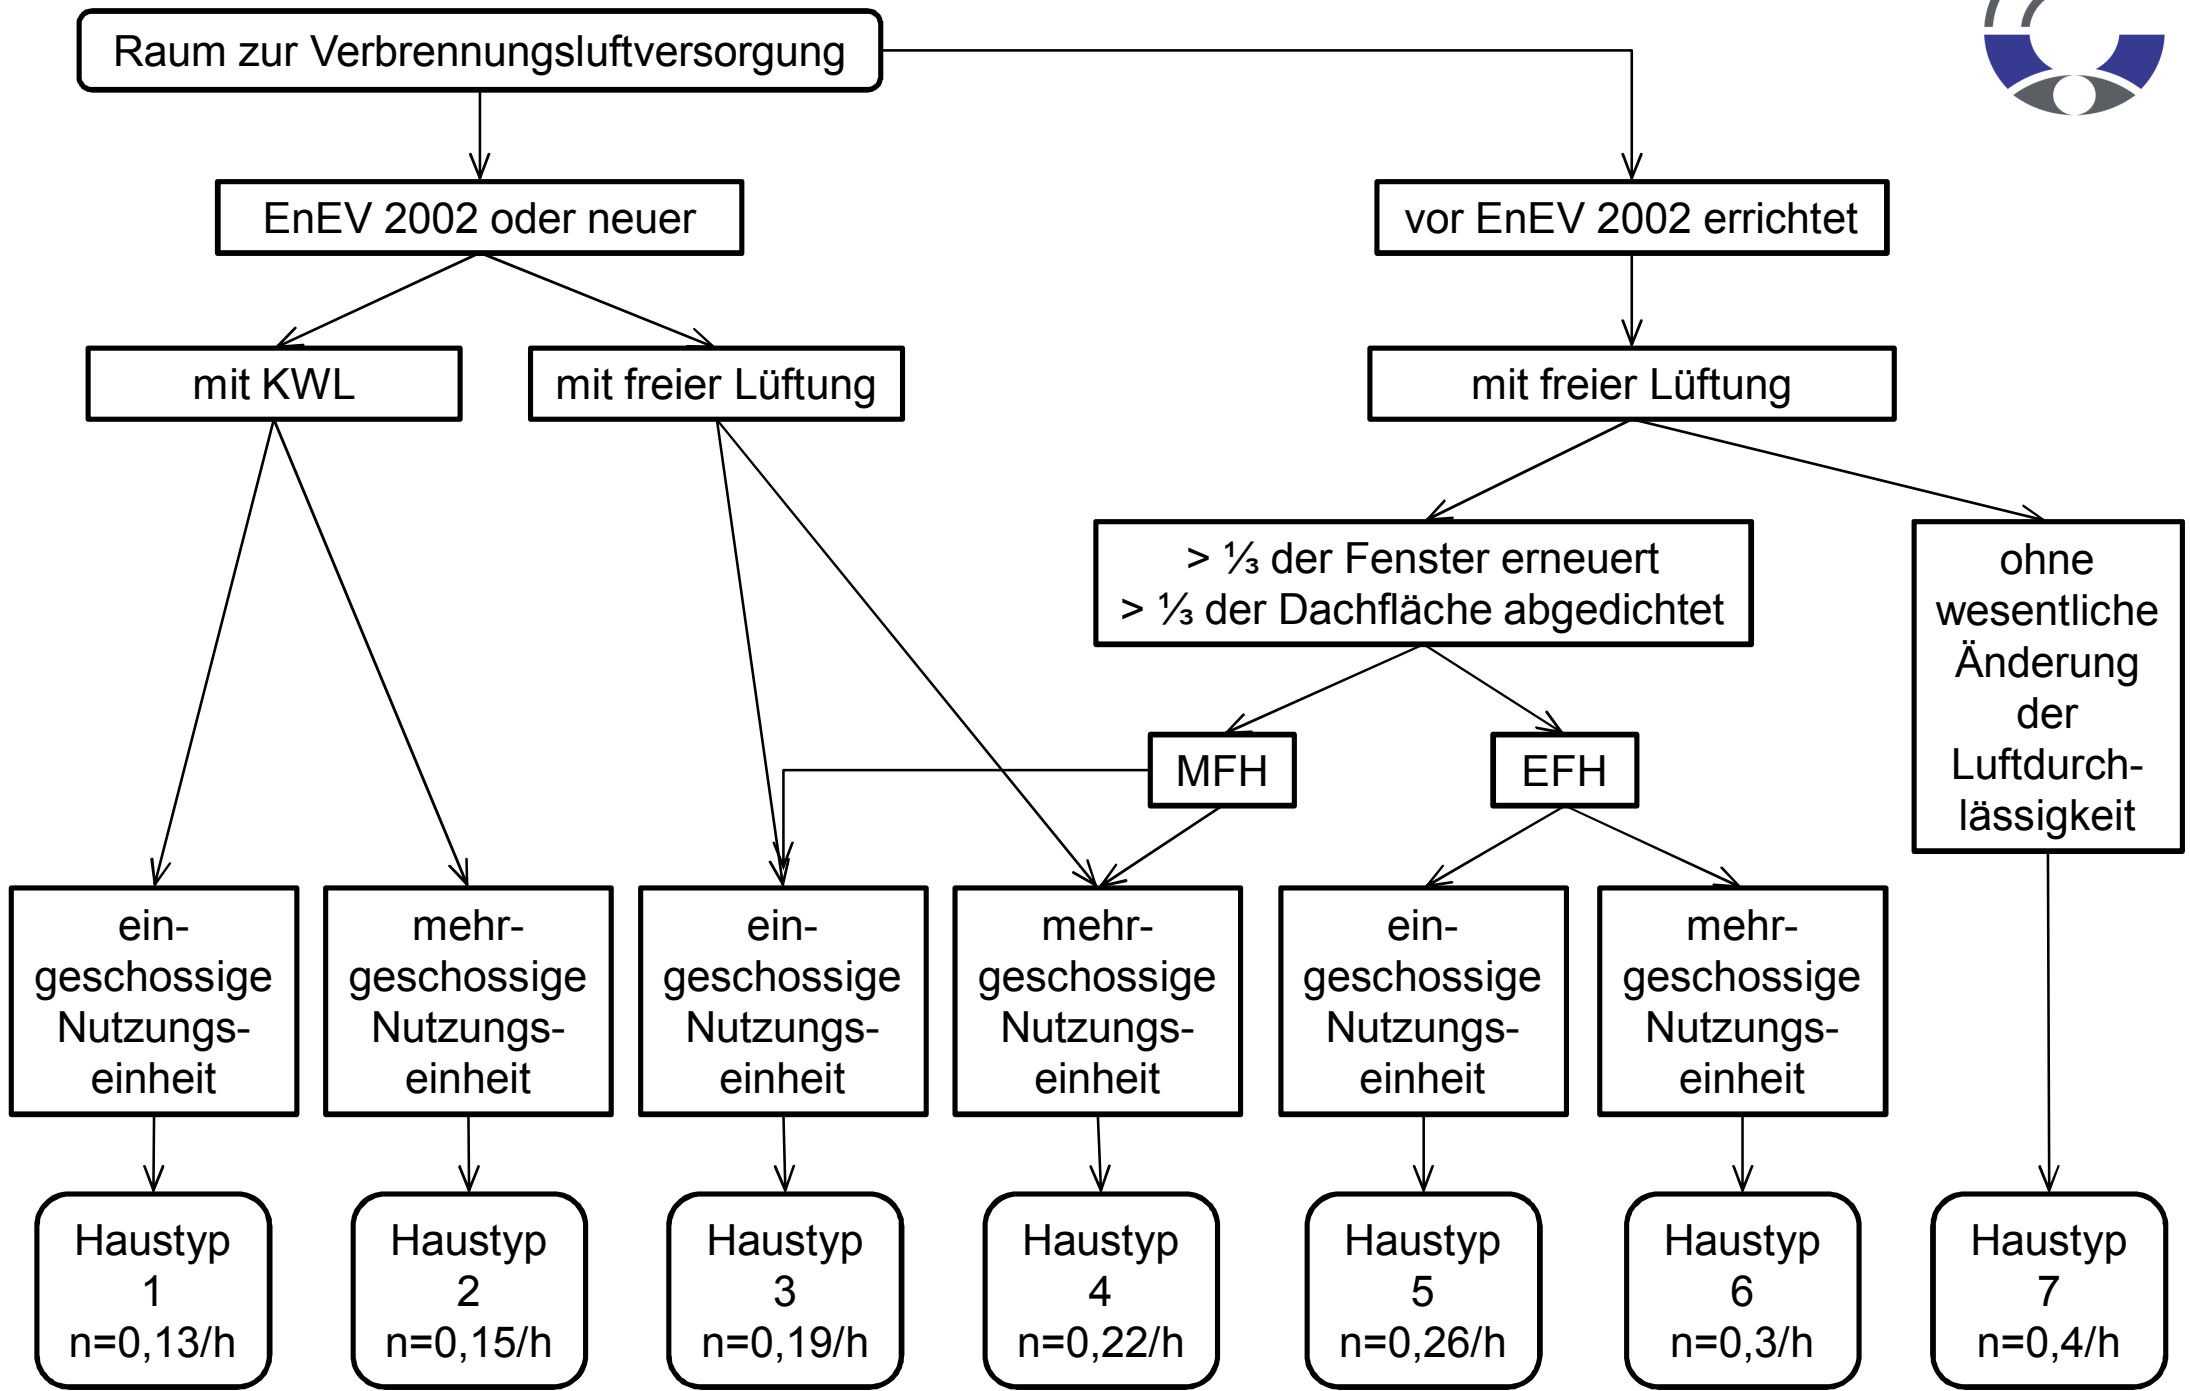 Raum zur Verbrennungsluftversorgung
EnEV 2002 oder neuer
vor EnEV 2002 errichtet
mit KWL
mit freier Lüftung
mit freier Lüftung
> ⅓ der Fenster erneuert
> ⅓ der Dachfläche abgedichtet
ohne
wesentliche
Änderung
der
Luftdurch-
lässigkeit
MFH
EFH
ein-
geschossige
Nutzungs-
einheit
mehr-
geschossige
Nutzungs-
einheit
ein-
geschossige
Nutzungs-
einheit
mehr-
geschossige
Nutzungs-
einheit
ein-
geschossige
Nutzungs-
einheit
mehr-
geschossige
Nutzungs-
einheit
Haustyp
1
n=0,13/h
Haustyp
2
n=0,15/h
Haustyp
3
n=0,19/h
Haustyp
4
n=0,22/h
Haustyp
5
n=0,26/h
Haustyp
6
n=0,3/h
Haustyp
7
n=0,4/h